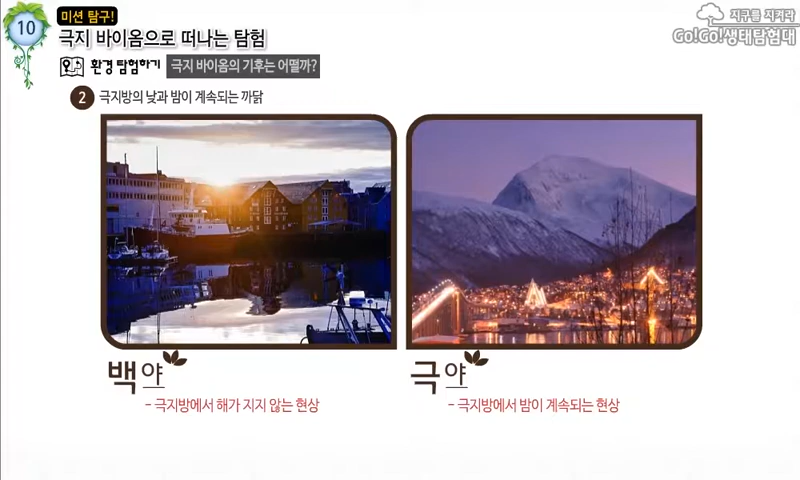 10
미션 탐구!
극지 바이옴으로 떠나는 탐험
지구를 지켜라
Go!Go!생태탐험대
환경 탐험하기 극지 바이옴의 기후는 어떨까?
2 극지방의 낮과 밤이 계속되는 까닭
백야
- 극지방에서 해가 지지 않는 현상
극야
- 극지방에서 밤이 계속되는 현상